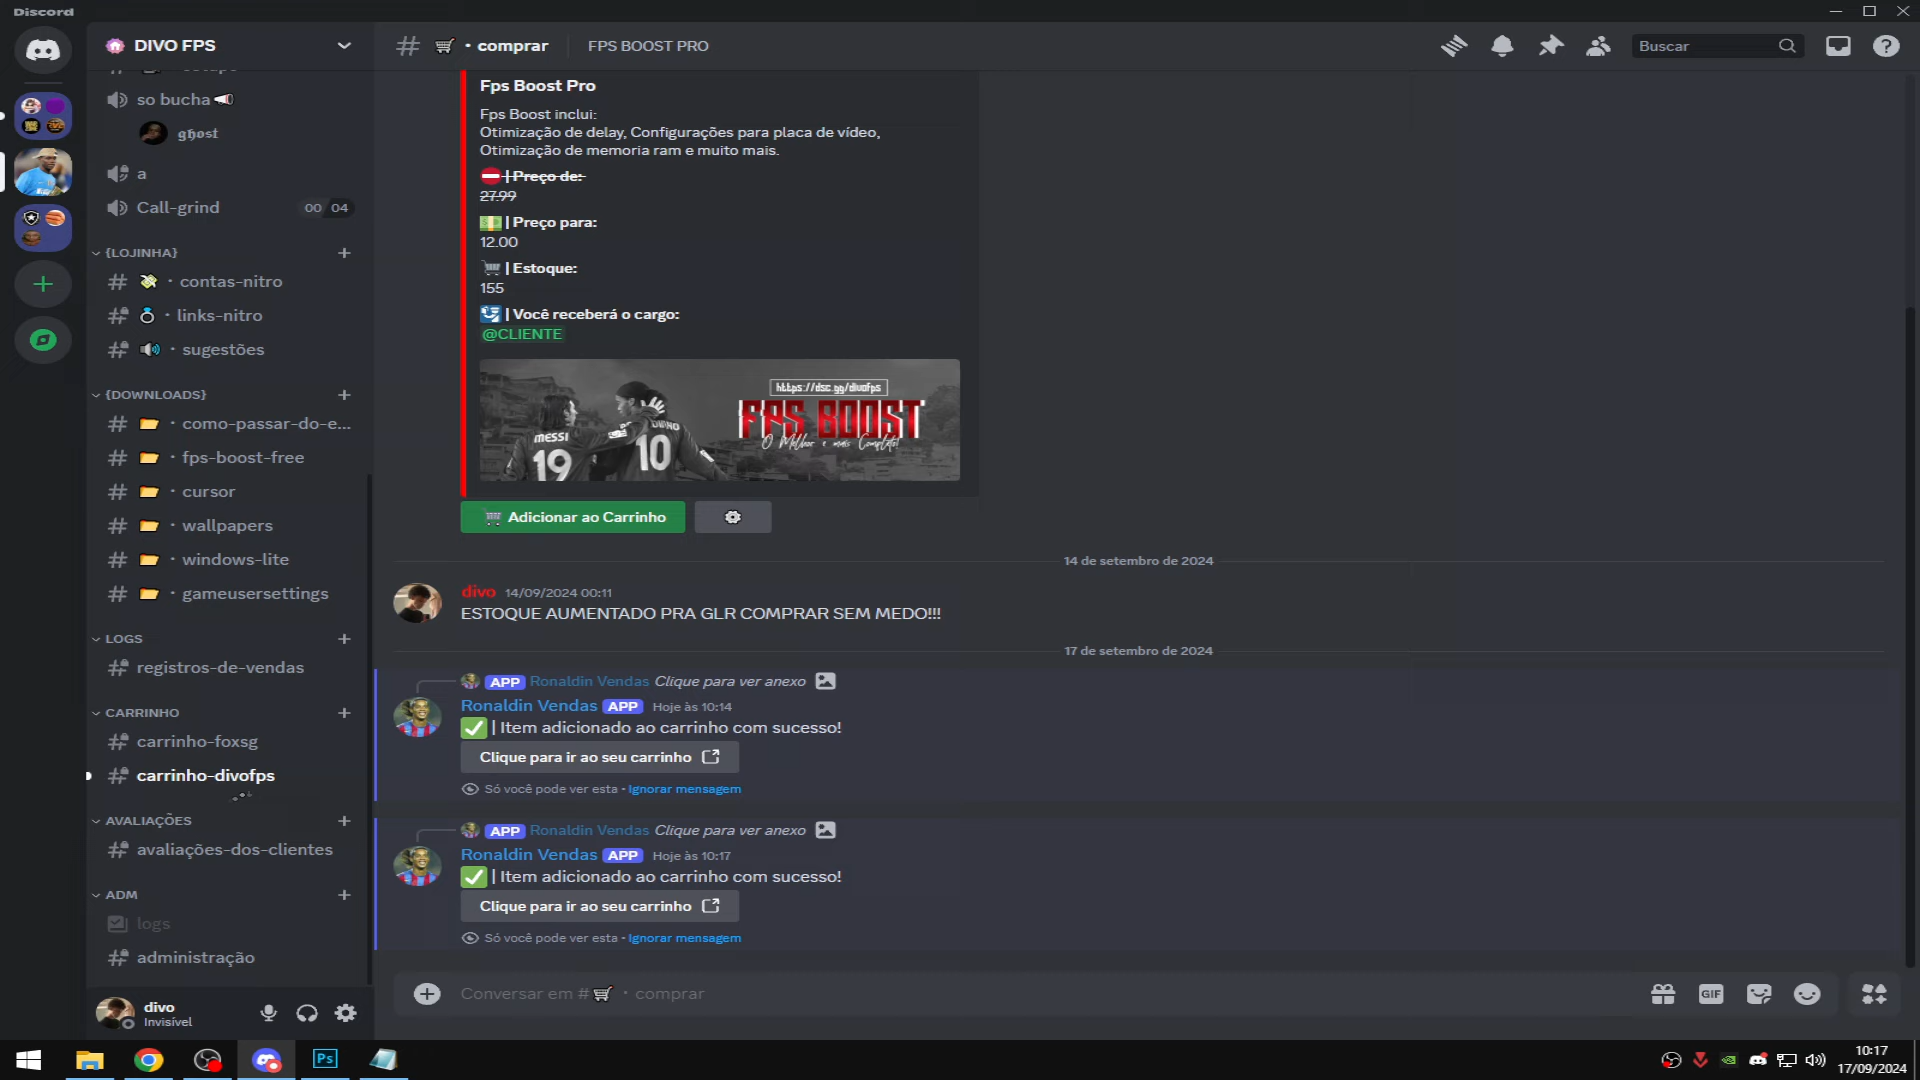 Discord
DIVO FPS
so bucha
ghost
a
Call-grind
00 04
{LOJINHA}
contas-nitro
links-nitro
sugestões
{DOWNLOADS}
como-passar-do-e...
fps-boost-free
cursor
wallpapers
windows-lite
gameusersettings
LOGS
registros-de-vendas
CARRINHO
carrinho-foxsg
carrinho-divofps
AVALIAÇÕES
avaliações-dos-clientes
ADM
logs
administração
divo
Invisível
# 🛒 · comprar
FPS BOOST PRO
Buscar
Fps Boost Pro
Fps Boost inclui:
Otimização de delay, Configurações para placa de vídeo,
Otimização de memoria ram e muito mais.
⛔ | Preço de:
27.99
💵 | Preço para:
12.00
🛒 | Estoque:
155
| Você receberá o cargo:
@CLIENTE
https://dsc.gg/divofps
FPS BOOST
O Melhor e mais Completo!
MESSI
19
10
🛒 Adicionar ao Carrinho
14 de setembro de 2024
divo 14/09/2024 00:11
ESTOQUE AUMENTADO PRA GLR COMPRAR SEM MEDO!!!
17 de setembro de 2024
APP Ronaldin Vendas Clique para ver anexo
Ronaldin Vendas APP Hoje às 10:14
✅ | Item adicionado ao carrinho com sucesso!
Clique para ir ao seu carrinho
Só você pode ver esta • Ignorar mensagem
APP Ronaldin Vendas Clique para ver anexo
Ronaldin Vendas APP Hoje às 10:17
✅ | Item adicionado ao carrinho com sucesso!
Clique para ir ao seu carrinho
Só você pode ver esta • Ignorar mensagem
Conversar em #🛒 · comprar
GIF
Ps
10:17
17/09/2024